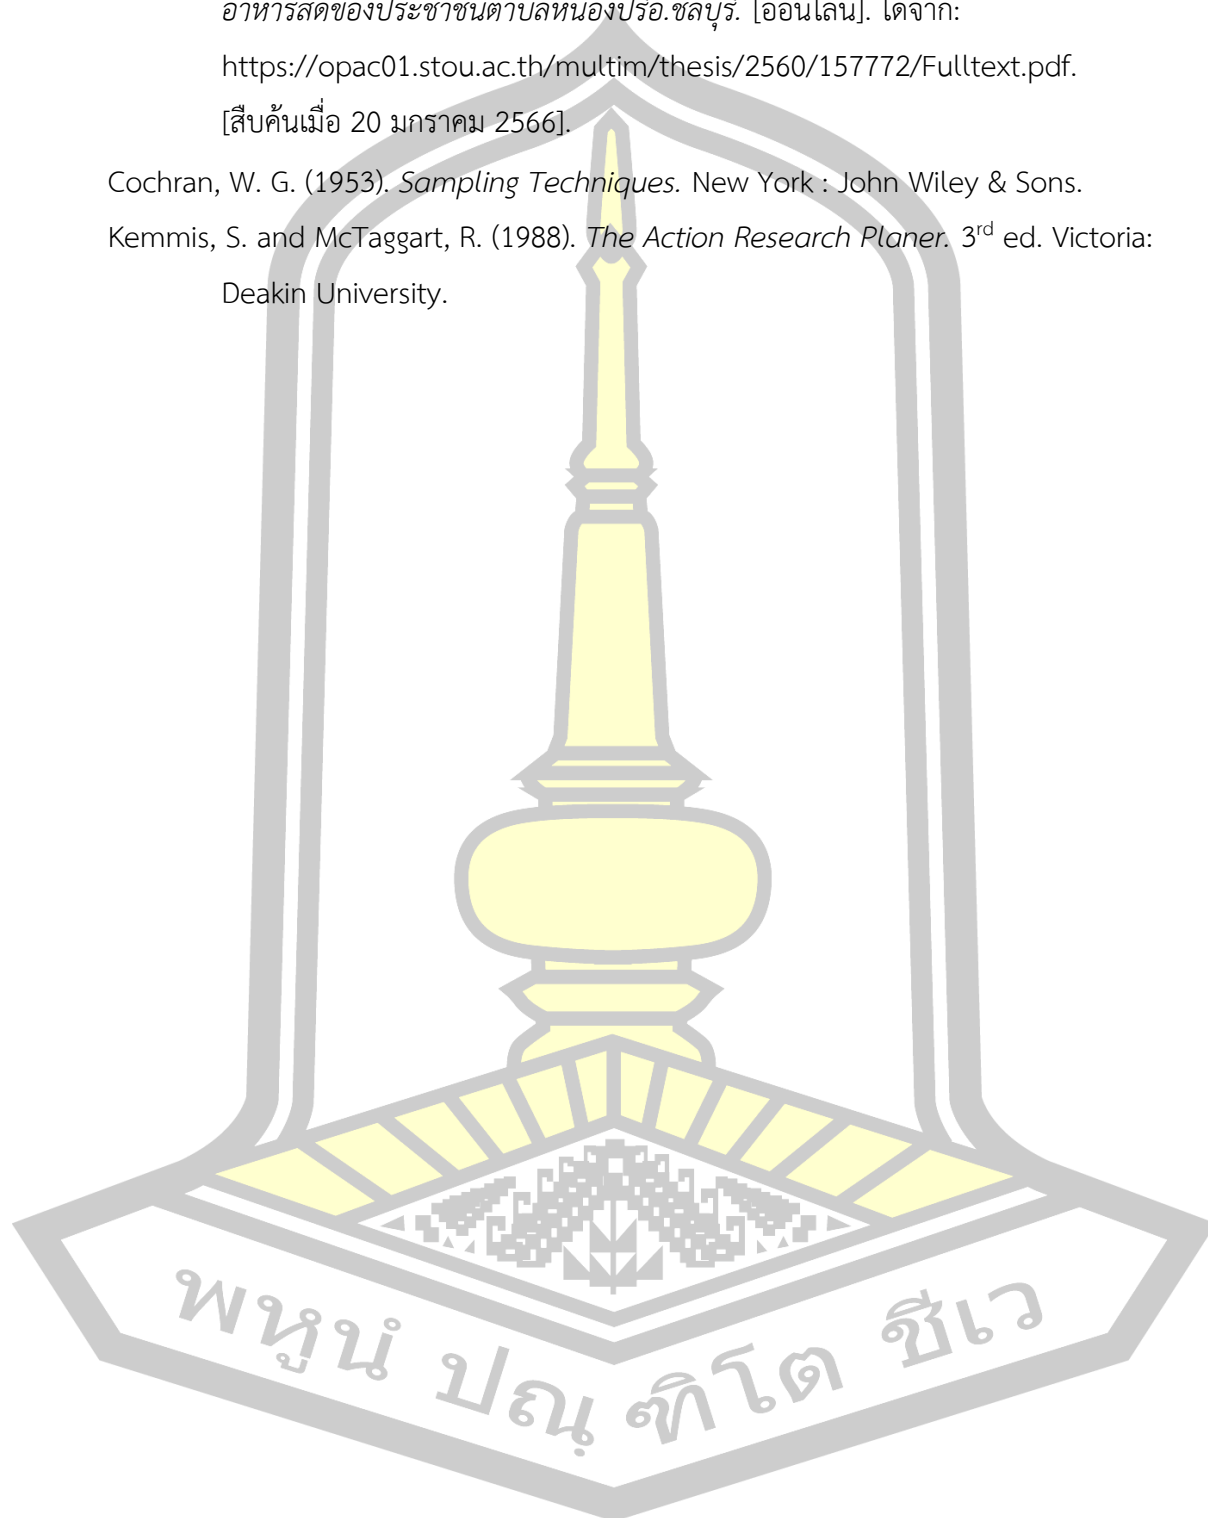 อาหารสดของประชาชนตำบลหนองปรือ.ชลบุรี. [ออนไลน์]. ได้จาก:
https://opac01.stou.ac.th/multim/thesis/2560/157772/Fulltext.pdf.
[สืบค้นเมื่อ 20 มกราคม 2566].
Cochran, W. G. (1953). Sampling Techniques. New York : John Wiley & Sons.
Kemmis, S. and McTaggart, R. (1988). The Action Research Planer. 3rd ed. Victoria:
Deakin University.
พหูนํ ปณฺฑิโต ชีเว